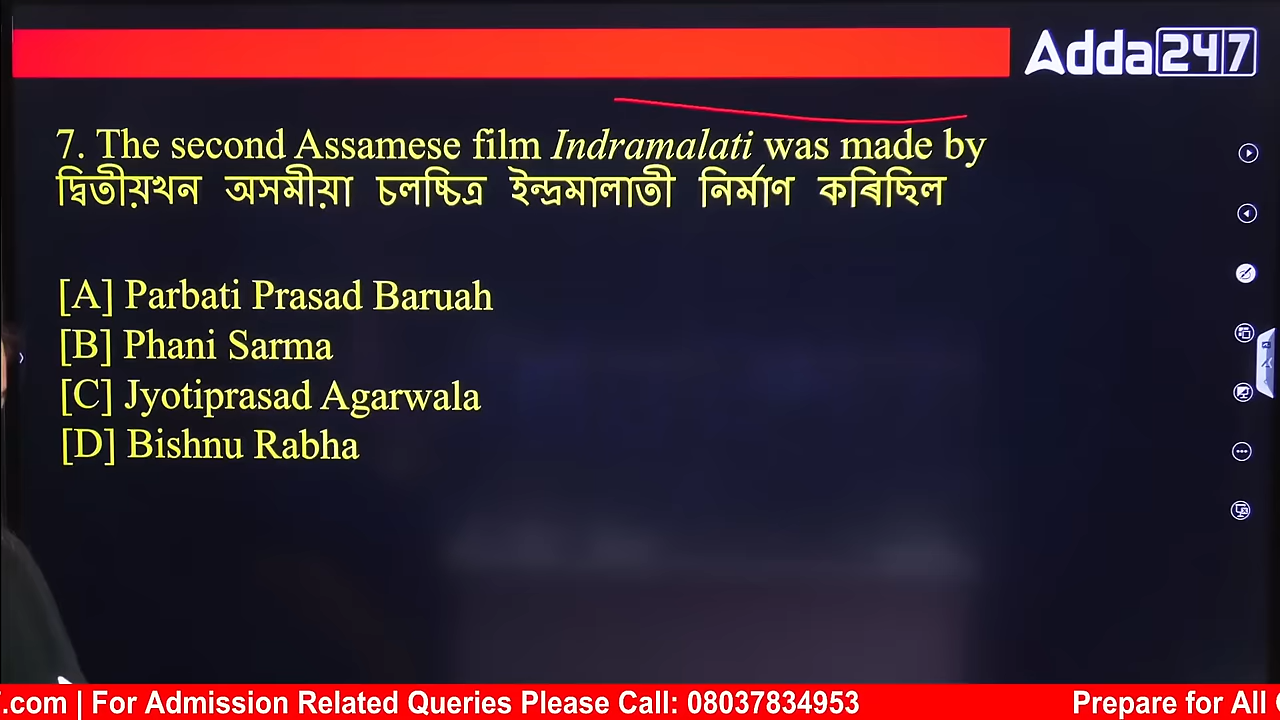 Adda247
7. The second Assamese film Indramalati was made by
দ্বিতীয়খন অসমীয়া চলচ্চিত্ৰ ইন্দ্ৰমালাতী নিৰ্মাণ কৰিছিল
[A] Parbati Prasad Baruah
[B] Phani Sarma
[C] Jyotiprasad Agarwala
[D] Bishnu Rabha
.com | For Admission Related Queries Please Call: 08037834953 Prepare for All